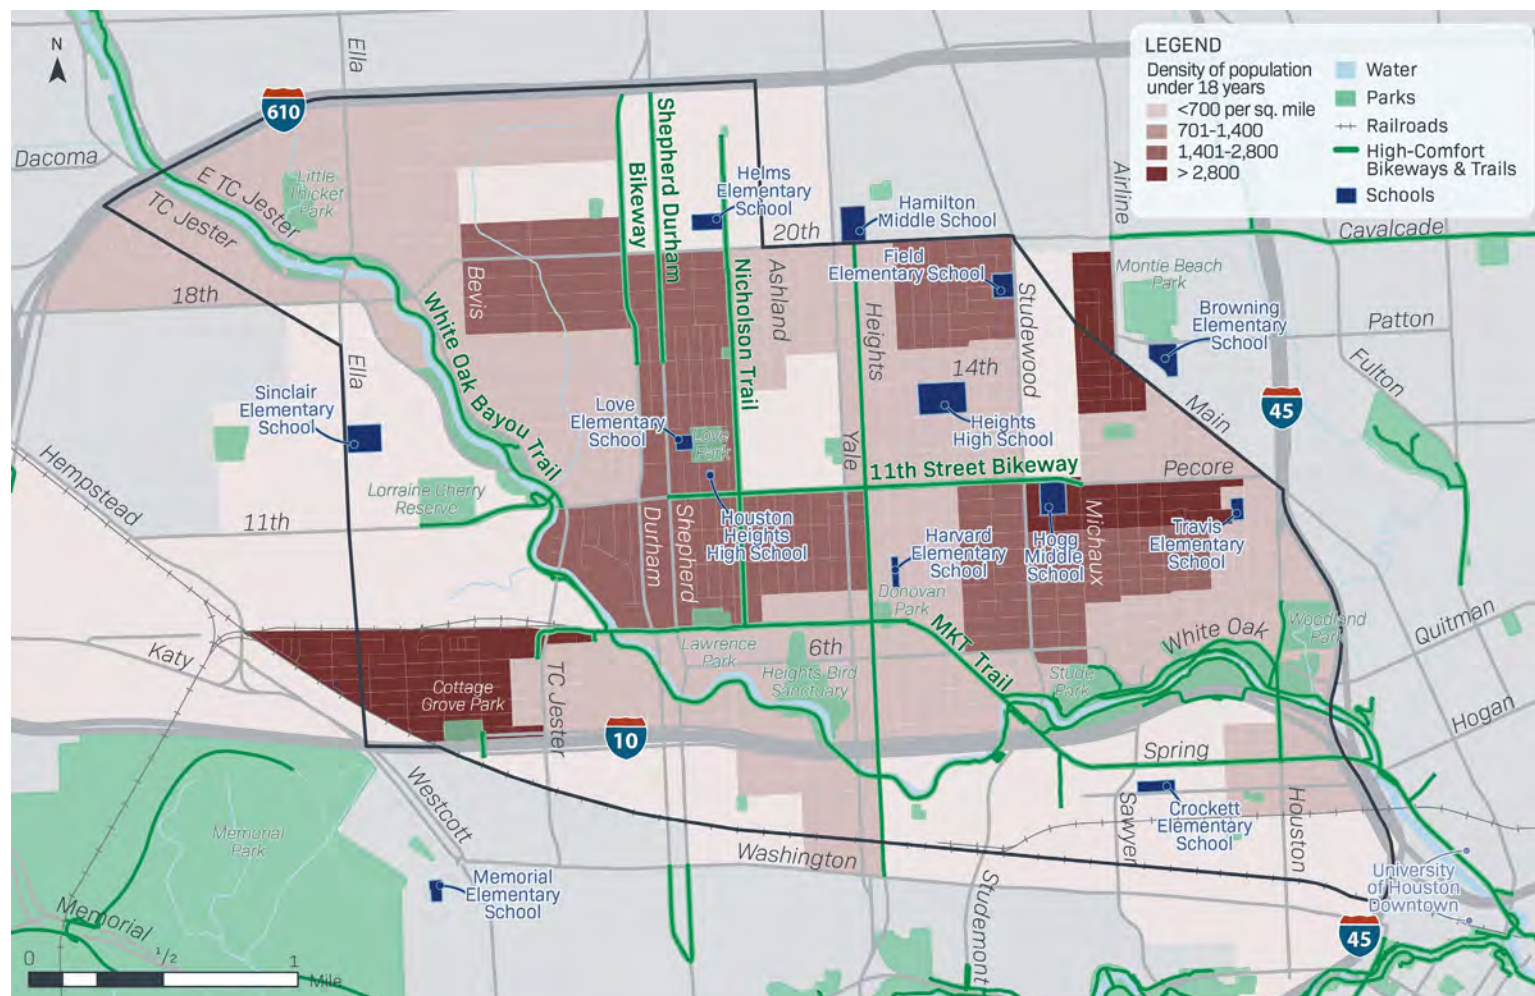 N
LEGEND
Density of population
under 18 years
<700 per sq. mile
701-1,400
1,401-2,800
> 2,800
Water
Parks
Railroads
High-Comfort
Bikeways & Trails
Schools
Ella
610
Dacoma
E TC Jester
TC Jester
Little
Thicket
Park
Shepherd Durham
Bikeway
Helms
Elementary
School
Hamilton
Middle School
20th
Airline
Cavalcade
Field
Elementary School
Montie Beach
Park
18th
Bevis
White Oak Bayou Trail
Nicholson Trail
Ashland
Heights
Studewood
Browning
Elementary
School
Patton
Fulton
14th
Ella
Sinclair
Elementary
School
Love
Elementary
School
Love
Park
Heights
High School
Main
45
Yale
11th Street Bikeway
Pecore
Hempstead
Lorraine Cherry
Reserve
11th
Durham
Shepherd
Houston
Heights
High School
Harvard
Elementary
School
Hogg
Middle
School
Michaux
Travis
Elementary
School
Donovan
Park
MKT Trail
White Oak
Woodland
Park
Quitman
Katy
Lawrence
Park
6th
Heights Bird
Sanctuary
Stude
Park
Cottage
Grove Park
TC Jester
10
Hogan
Spring
Westcott
Memorial
Park
Sawyer
Crockett
Elementary
School
Houston
Washington
Memorial
Elementary
School
Studemont
University
of Houston
Downtown
Memorial
45
0
1/2
1
Mile